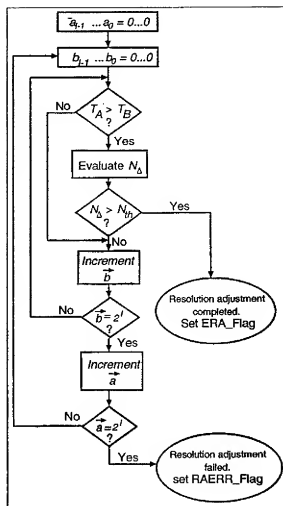 a_{l-1} ... a_0 = 0...0
b_{l-1} ... b_0 = 0...0
No
T_A > T_B
?
Yes
Evaluate N_Δ
N_Δ > N_th
?
Yes
No
Increment
b⃗
Resolution adjustment
completed.
Set ERA_Flag
No
b⃗ = 2^l
?
Yes
Increment
a⃗
No
a⃗ = 2^l
?
Yes
Resolution adjustment
failed.
set RAERR_Flag